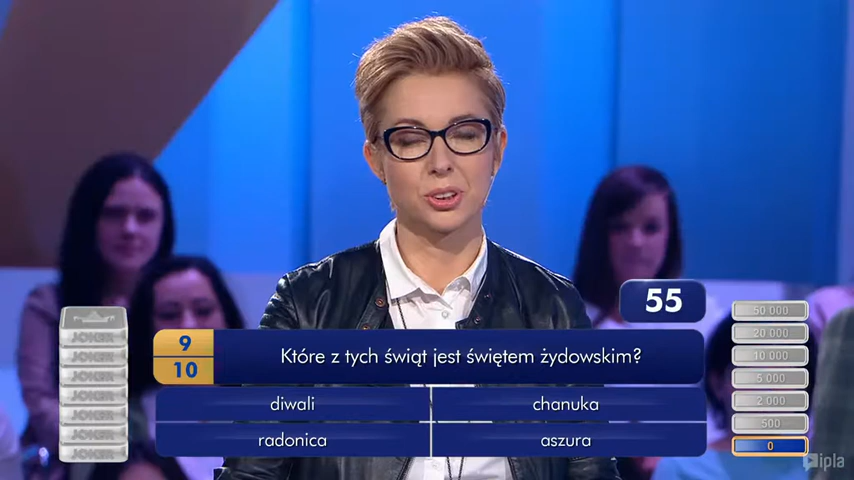 55
9
10
Które z tych świąt jest świętem żydowskim?
diwali
chanuka
radonica
aszura
JOKER
JOKER
JOKER
JOKER
JOKER
JOKER
JOKER
50 000
20 000
10 000
5 000
2 000
500
0
ipla